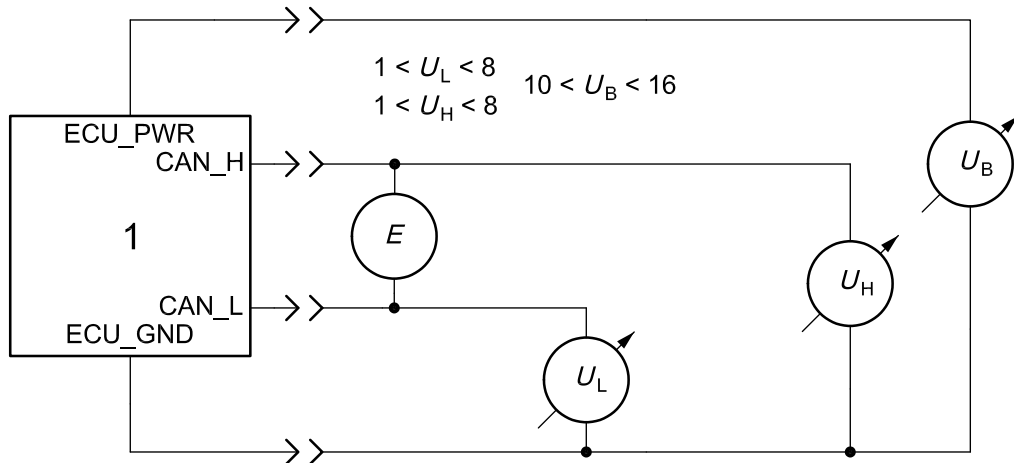 1 < U_L < 8
10 < U_B < 16
1 < U_H < 8
ECU_PWR
CAN_H
U_B
1
E
U_H
CAN_L
ECU_GND
U_L